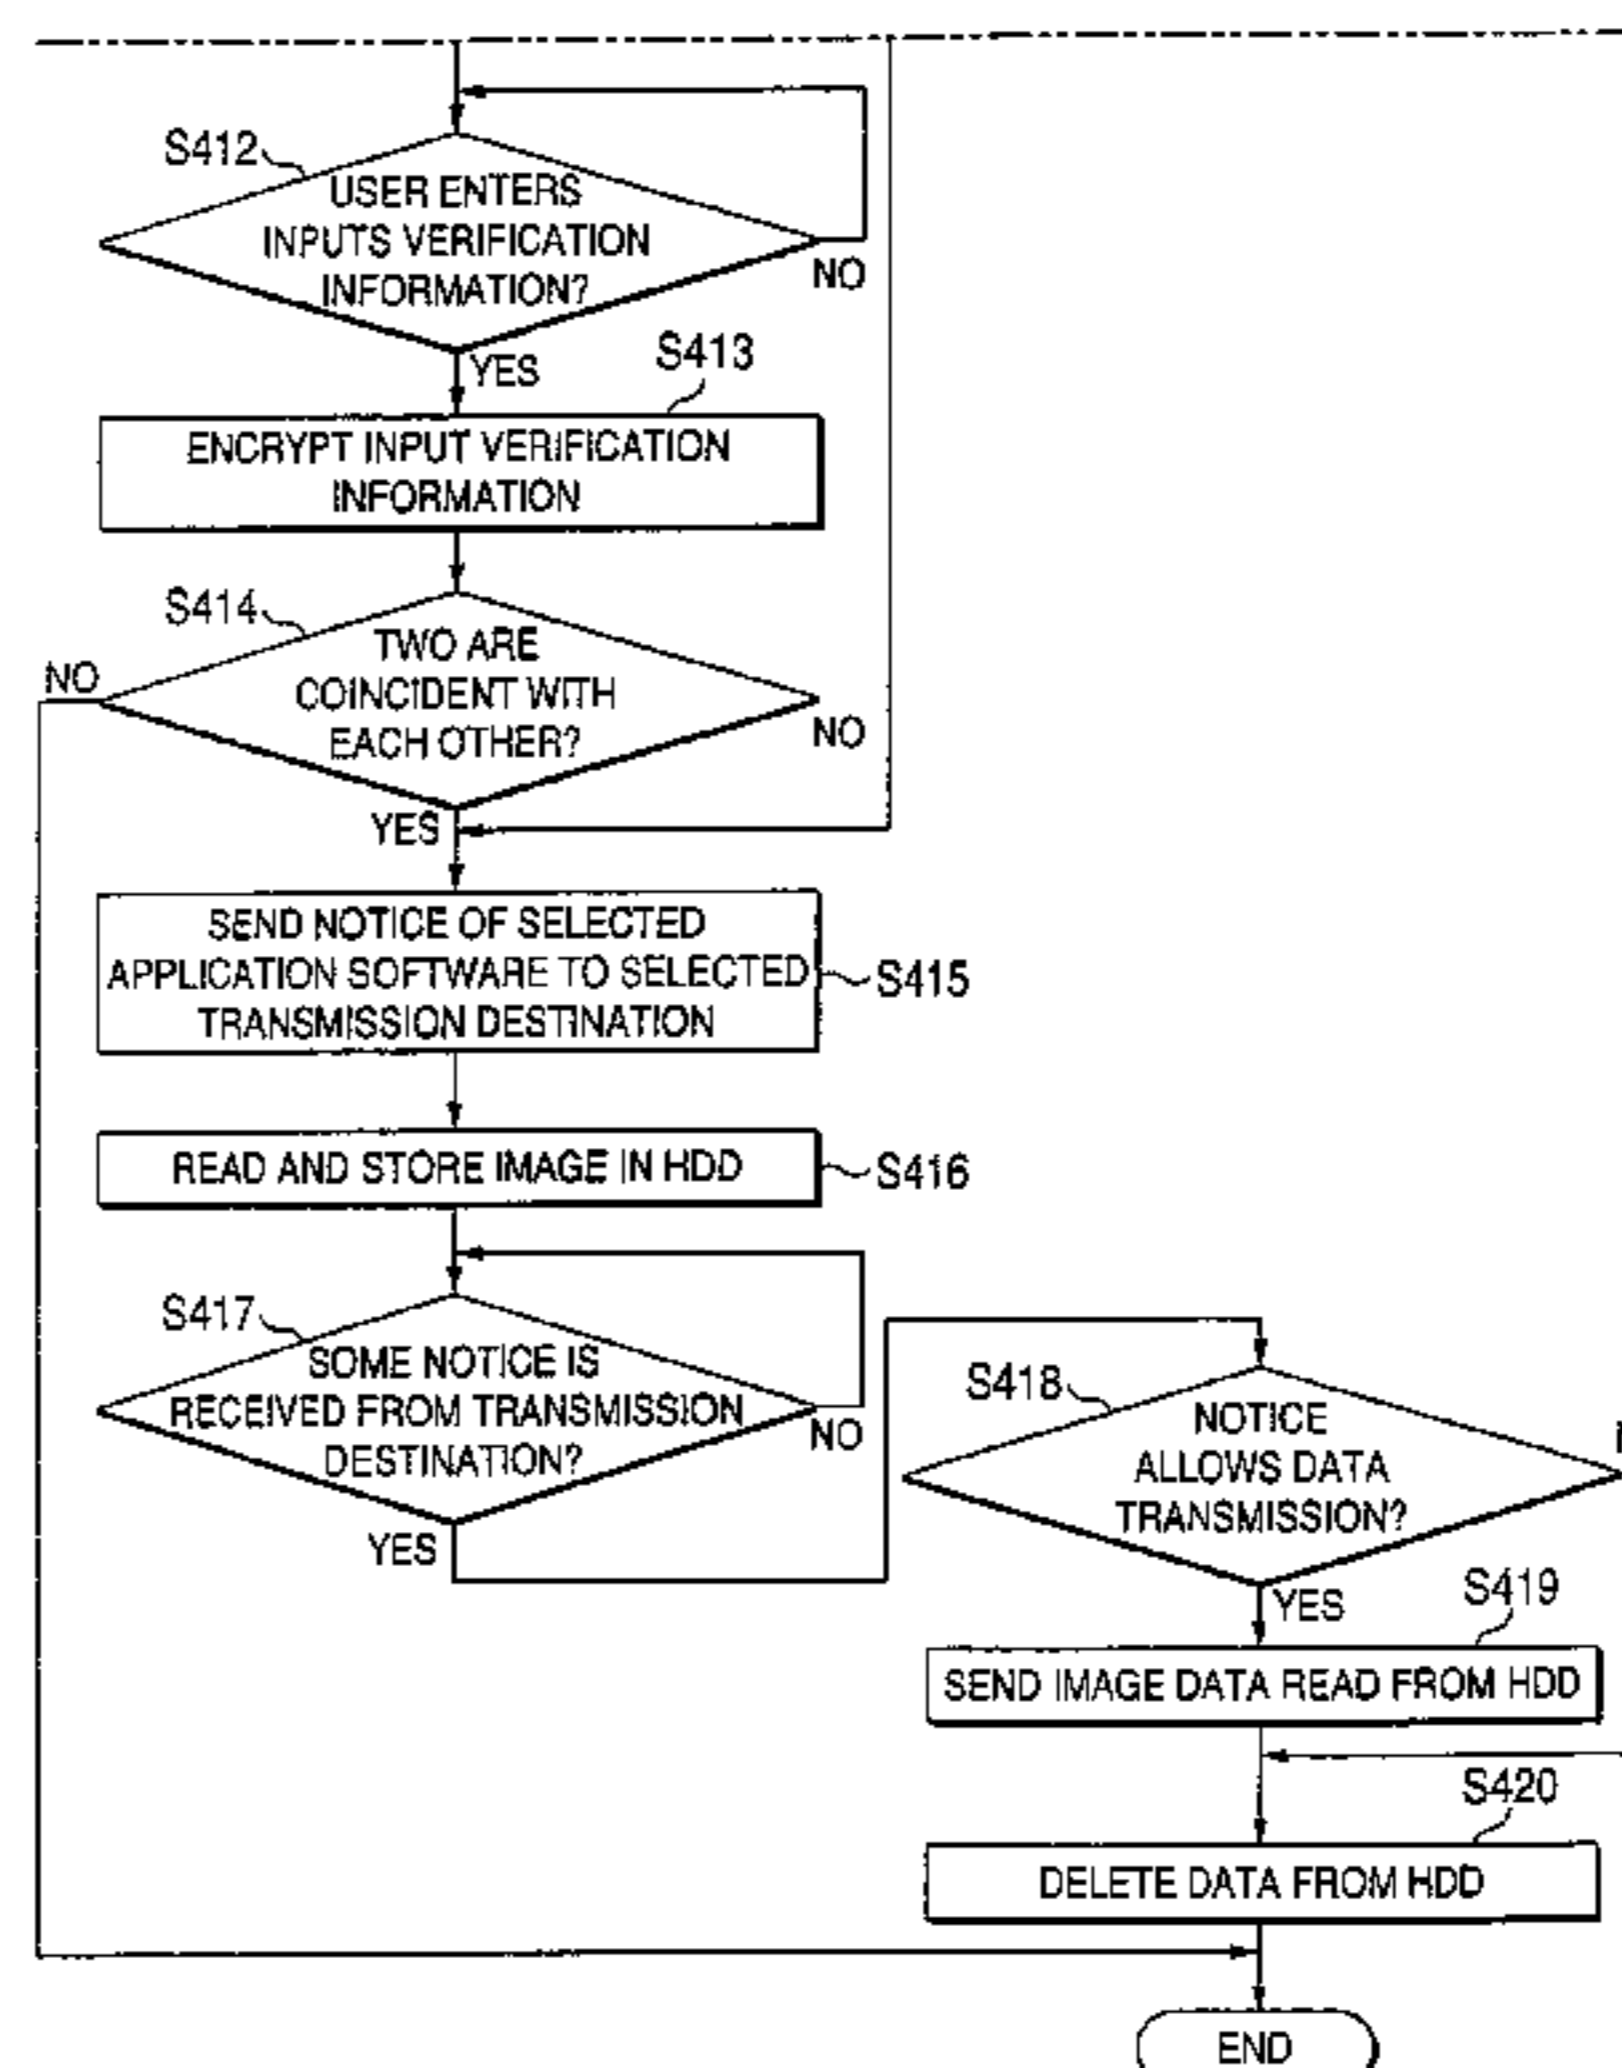 S412
USER ENTERS
INPUTS VERIFICATION
INFORMATION?
NO
YES
S413
ENCRYPT INPUT VERIFICATION
INFORMATION
S414
TWO ARE
COINCIDENT WITH
EACH OTHER?
NO
NO
YES
SEND NOTICE OF SELECTED
APPLICATION SOFTWARE TO SELECTED
TRANSMISSION DESTINATION
S415
READ AND STORE IMAGE IN HDD
S416
S417
SOME NOTICE IS
RECEIVED FROM TRANSMISSION
DESTINATION?
NO
YES
S418
NOTICE
ALLOWS DATA
TRANSMISSION?
YES
S419
SEND IMAGE DATA READ FROM HDD
S420
DELETE DATA FROM HDD
END